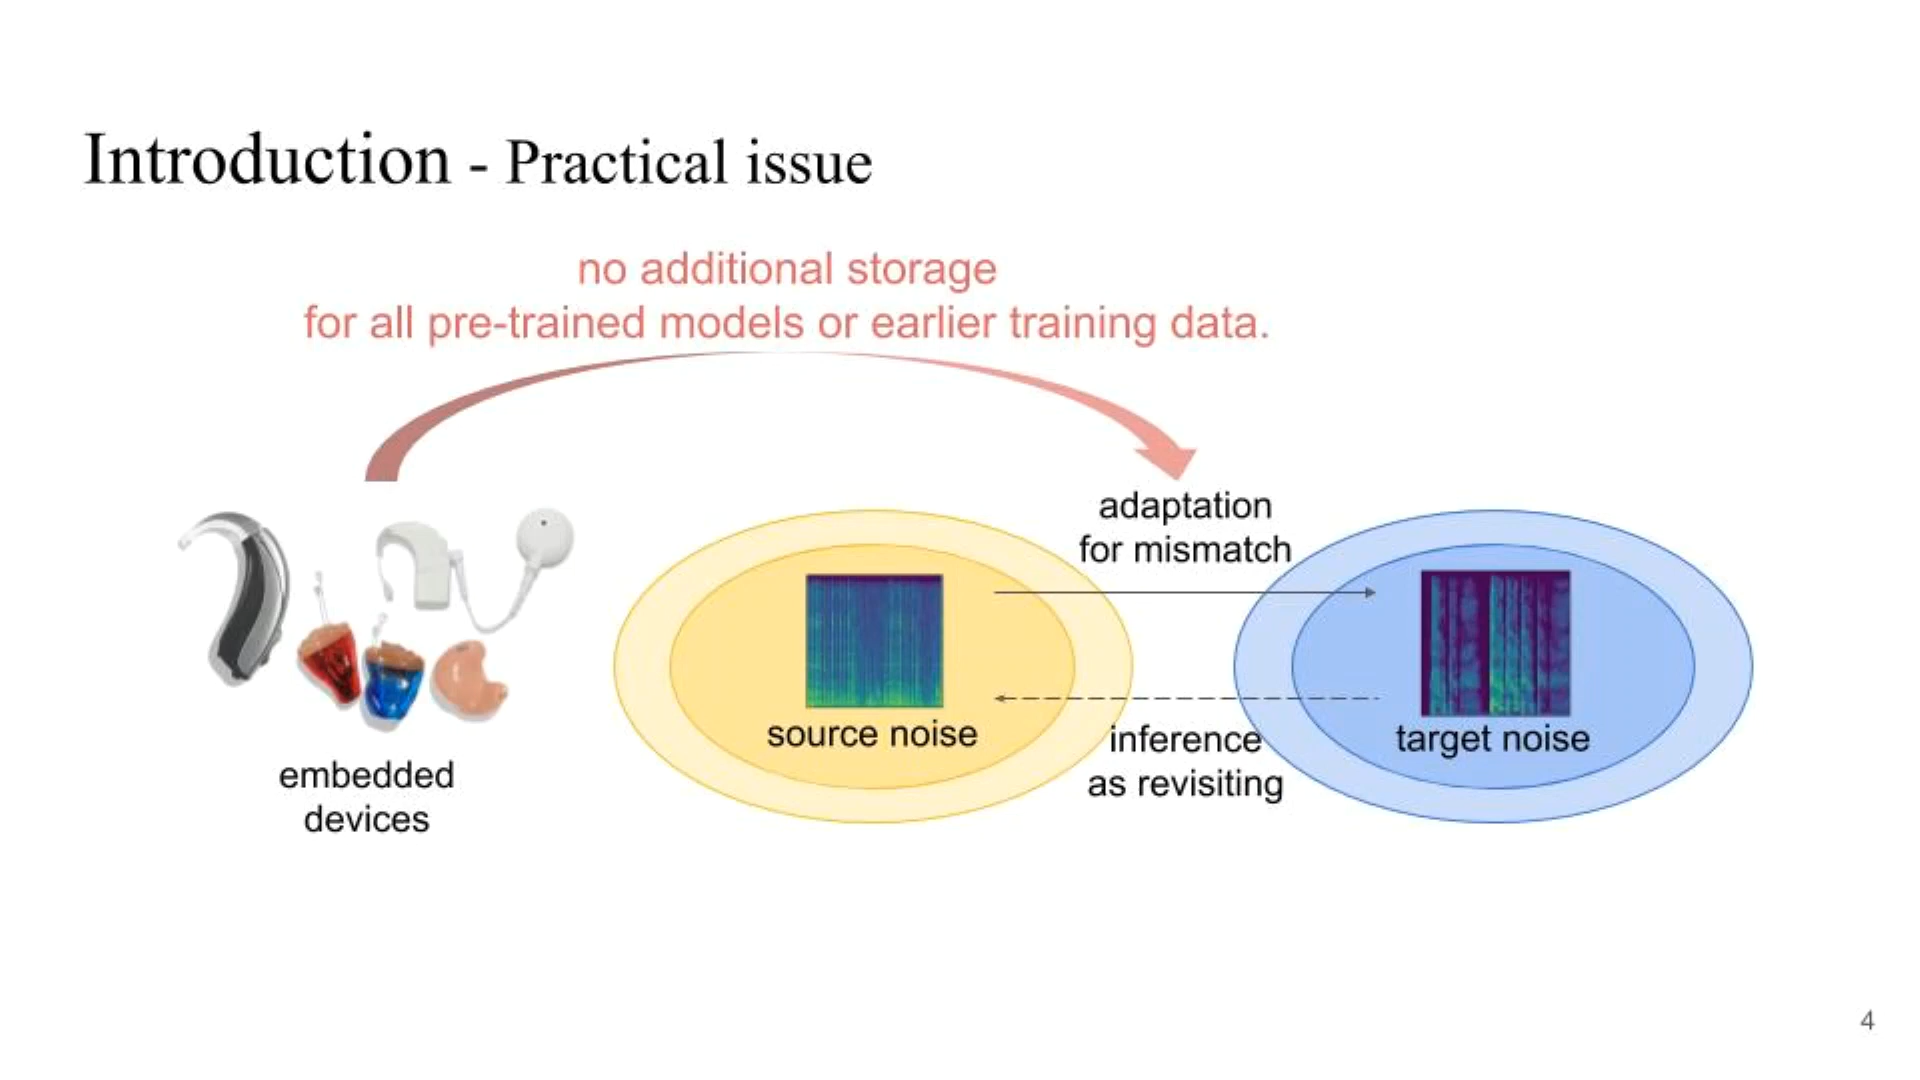 Introduction - Practical issue
no additional storage
for all pre-trained models or earlier training data.
adaptation
for mismatch
source noise
target noise
inference
as revisiting
embedded
devices
4